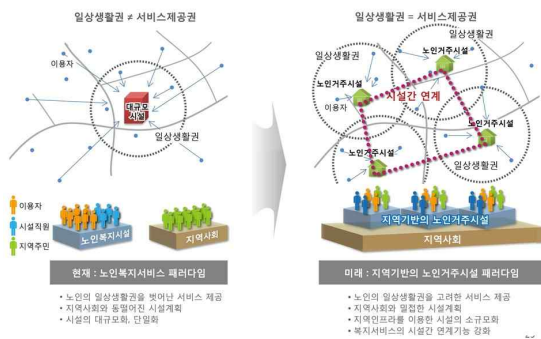 일상생활권 ≠ 서비스제공권
이용자
대규모
시설
일상생활권
이용자
시설직원
지역주민
노인복지시설
지역사회
현재 : 노인복지서비스 패러다임
• 노인의 일상생활권을 벗어난 서비스 제공
• 지역사회와 동떨어진 시설계획
• 시설의 대규모화, 단일화
일상생활권 = 서비스제공권
일상생활권
일상생활권
노인거주시설
노인거주시설
시설간 연계
이용자
노인거주시설
일상생활권
노인거주시설
일상생활권
지역기반의 노인거주시설
지역사회
미래 : 지역기반의 노인거주시설 패러다임
• 노인의 일상생활권을 고려한 서비스 제공
• 지역사회와 밀접한 시설계획
• 지역인프라를 이용한 시설의 소규모화
• 복지서비스의 시설간 연계기능 강화